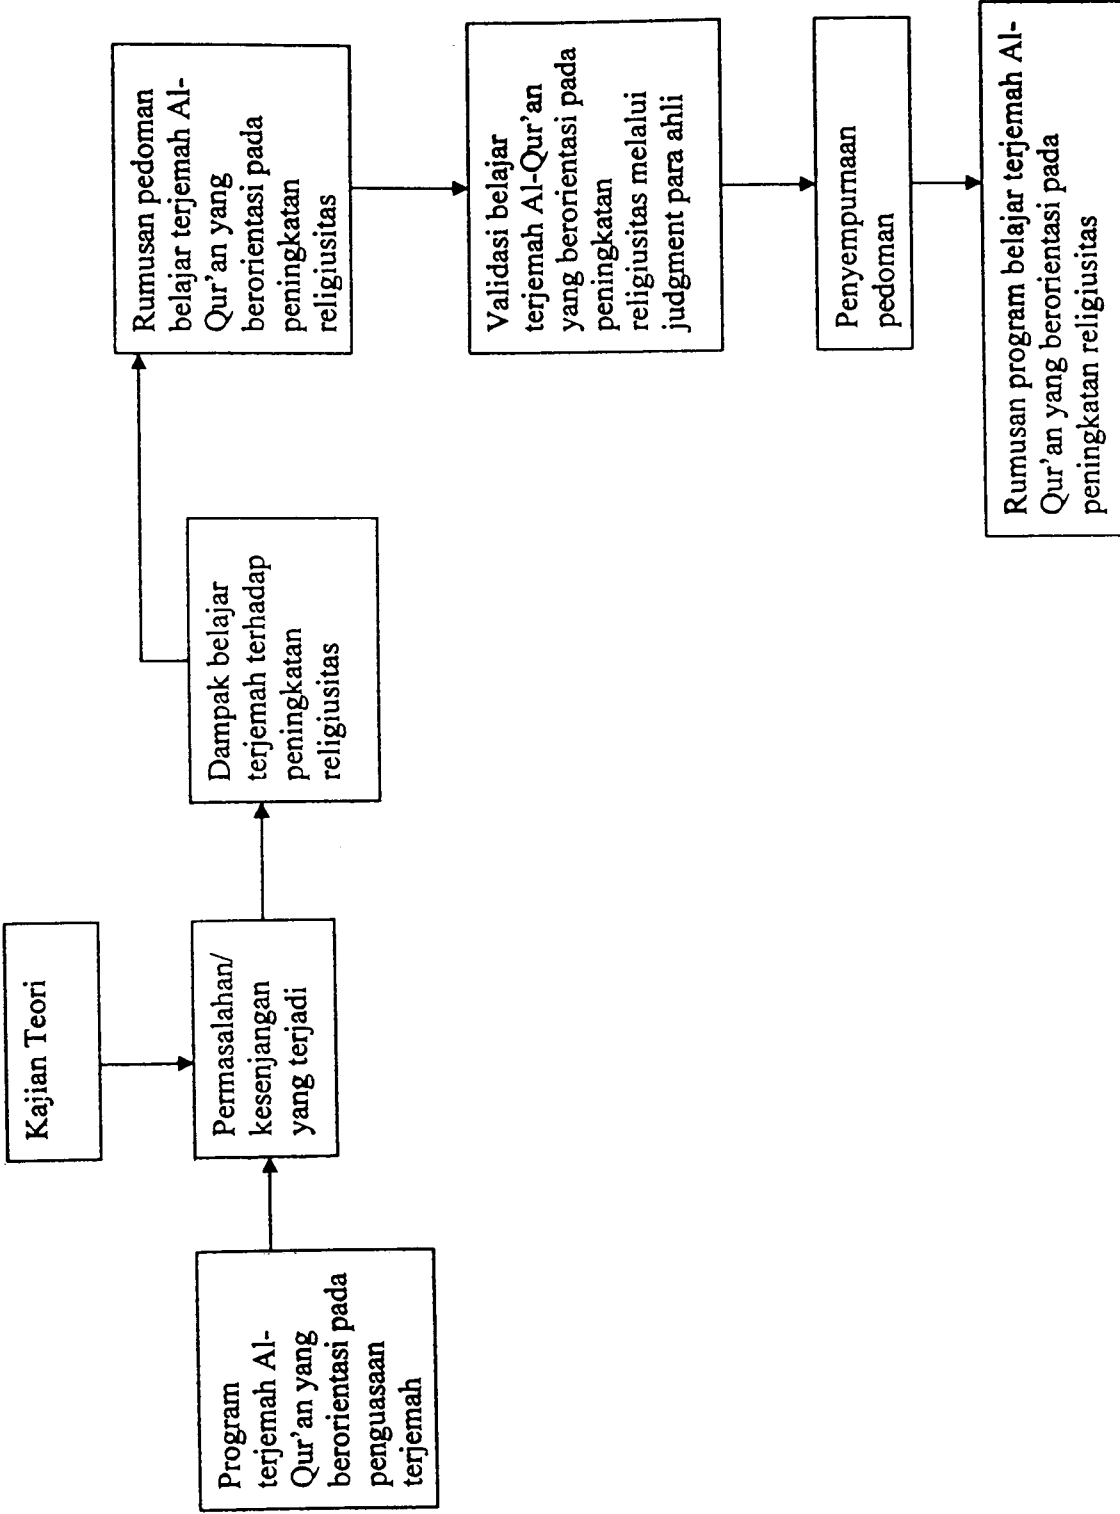 Kajian Teori
Program
terjemah Al-
Qur'an yang
berorientasi pada
penguasaan
terjemah
Permasalahan/
kesenjangan
yang terjadi
Dampak belajar
terjemah terhadap
peningkatan
religiusitas
Rumusan pedoman
belajar terjemah Al-
Qur'an yang
berorientasi pada
peningkatan
religiusitas
Validasi belajar
terjemah Al-Qur'an
yang berorientasi pada
peningkatan
religiusitas melalui
judgment para ahli
Penyempurnaan
pedoman
Rumusan program belajar terjemah Al-
Qur'an yang berorientasi pada
peningkatan religiusitas